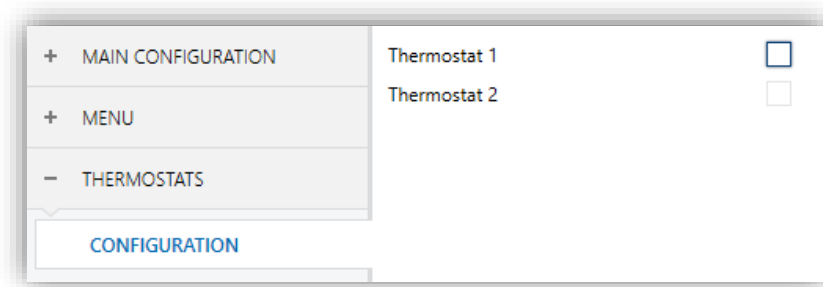 + MAIN CONFIGURATION
+ MENU
− THERMOSTATS
CONFIGURATION
Thermostat 1
Thermostat 2